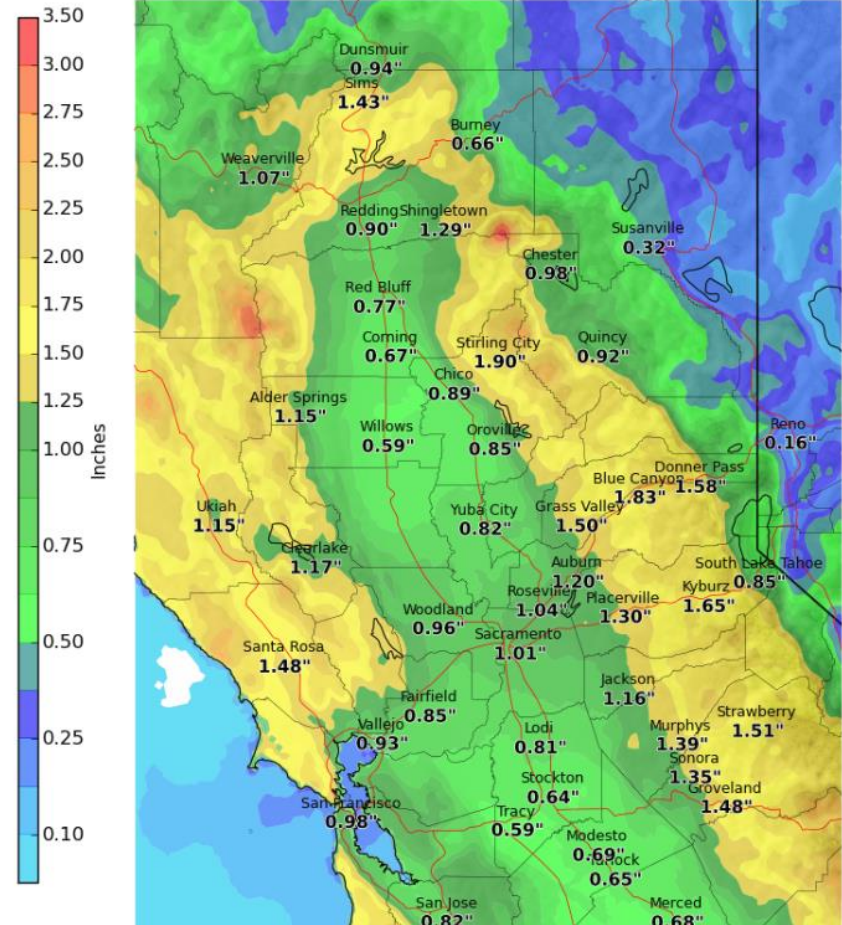 3.50
3.00
2.75
2.50
2.25
2.00
1.75
1.50
1.25
1.00
0.75
0.50
0.25
0.10
Inches
Dunsmuir
0.94"
Sims
1.43"
Burney
0.66"
Weaverville
1.07"
Redding
0.90"
Shingletown
1.29"
Susanville
0.32"
Chester
0.98"
Red Bluff
0.77"
Corning
0.67"
Stirling City
1.90"
Quincy
0.92"
Chico
0.89"
Alder Springs
1.15"
Willows
0.59"
Oroville
0.85"
Reno
0.16"
Donner Pass
1.58"
Blue Canyon
1.83"
Ukiah
1.15"
Yuba City
0.82"
Grass Valley
1.50"
Clearlake
1.17"
Auburn
1.20"
South Lake Tahoe
0.85"
Kyburz
1.65"
Roseville
1.04"
Placerville
1.30"
Woodland
0.96"
Sacramento
1.01"
Santa Rosa
1.48"
Jackson
1.16"
Fairfield
0.85"
Strawberry
1.51"
Vallejo
0.93"
Lodi
0.81"
Murphys
1.39"
Sonora
1.35"
Stockton
0.64"
Groveland
1.48"
San Francisco
0.98"
Tracy
0.59"
Modesto
0.69"
Turlock
0.65"
San Jose
0.82"
Merced
0.68"